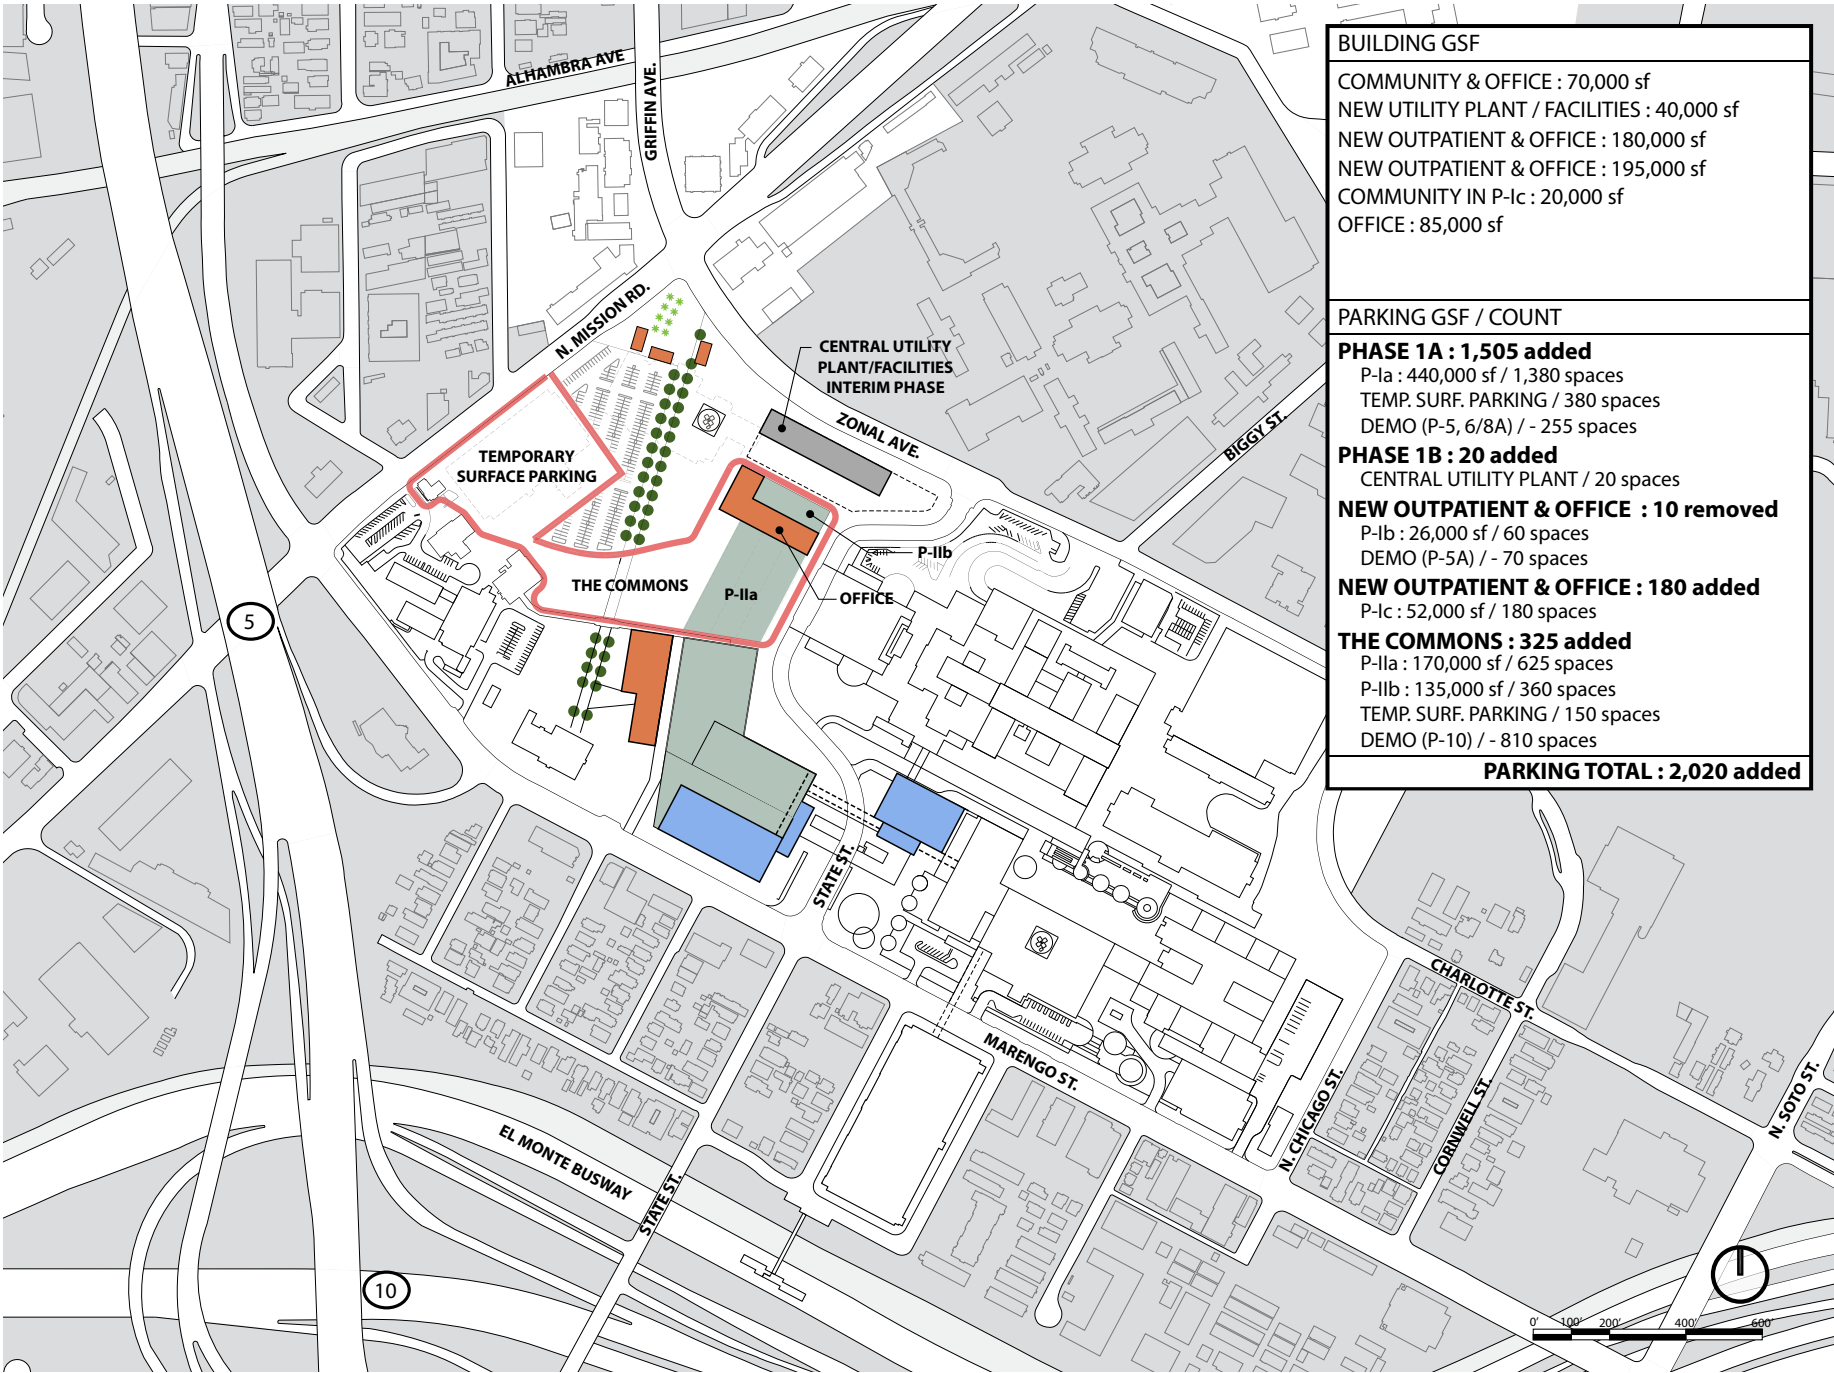 ALHAMBRA AVE
GRIFFIN AVE.
N. MISSION RD.
CENTRAL UTILITY
PLANT/FACILITIES
INTERIM PHASE
ZONAL AVE.
BIGGY ST.
TEMPORARY
SURFACE PARKING
P-IIb
THE COMMONS
P-IIa
OFFICE
5
STATE ST.
CHARLOTTE ST.
MARENGO ST.
N. CHICAGO ST.
CORNWELL ST.
N. SOTO ST.
EL MONTE BUSWAY
STATE ST.
10
0' 100' 200' 400' 600'
BUILDING GSF
COMMUNITY & OFFICE : 70,000 sf
NEW UTILITY PLANT / FACILITIES : 40,000 sf
NEW OUTPATIENT & OFFICE : 180,000 sf
NEW OUTPATIENT & OFFICE : 195,000 sf
COMMUNITY IN P-Ic : 20,000 sf
OFFICE : 85,000 sf
PARKING GSF / COUNT
PHASE 1A : 1,505 added
P-Ia : 440,000 sf / 1,380 spaces
TEMP. SURF. PARKING / 380 spaces
DEMO (P-5, 6/8A) / - 255 spaces
PHASE 1B : 20 added
CENTRAL UTILITY PLANT / 20 spaces
NEW OUTPATIENT & OFFICE : 10 removed
P-Ib : 26,000 sf / 60 spaces
DEMO (P-5A) / - 70 spaces
NEW OUTPATIENT & OFFICE : 180 added
P-Ic : 52,000 sf / 180 spaces
THE COMMONS : 325 added
P-IIa : 170,000 sf / 625 spaces
P-IIb : 135,000 sf / 360 spaces
TEMP. SURF. PARKING / 150 spaces
DEMO (P-10) / - 810 spaces
PARKING TOTAL : 2,020 added